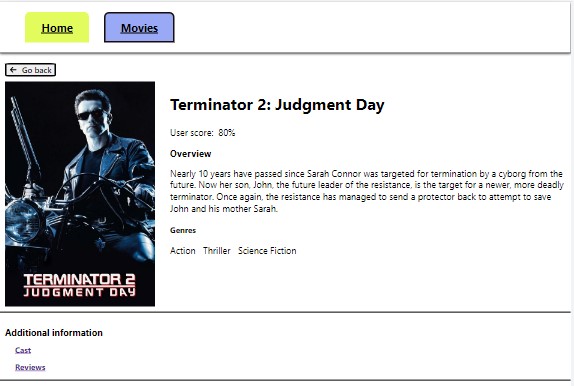 Home Movies
← Go back
Terminator 2: Judgment Day
User score: 80%
Overview
Nearly 10 years have passed since Sarah Connor was targeted for termination by a cyborg from the
future. Now her son, John, the future leader of the resistance, is the target for a newer, more deadly
terminator. Once again, the resistance has managed to send a protector back to attempt to save
John and his mother Sarah.
Genres
Action Thriller Science Fiction
TERMINATOR 2
JUDGMENT DAY
Additional information
Cast
Reviews